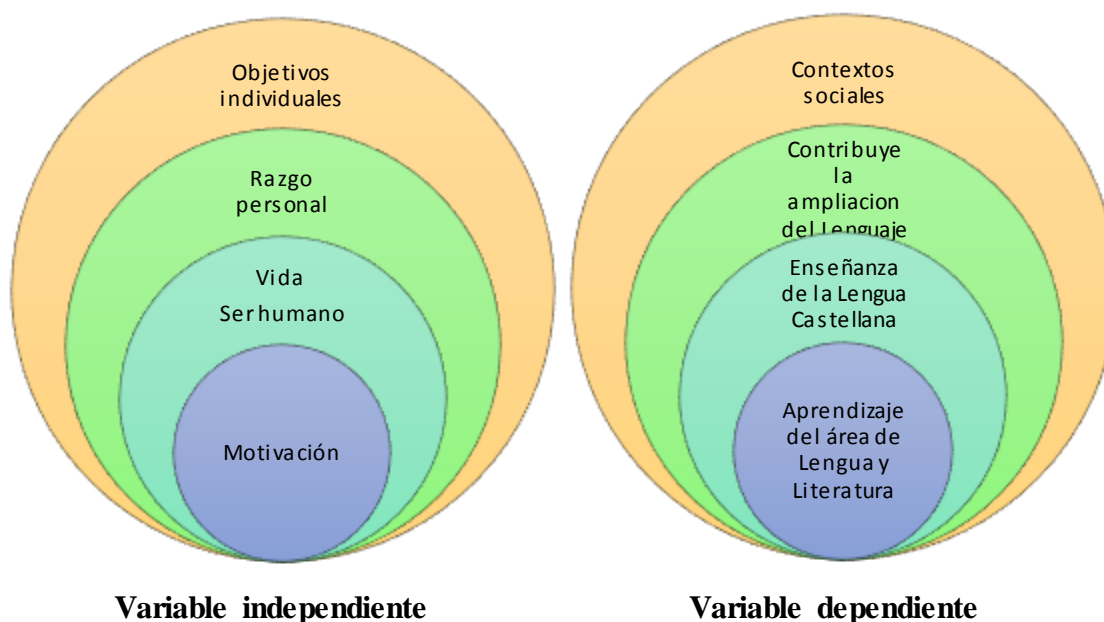 Objetivos
individuales
Razgo
personal
Vida
Ser humano
Motivación
Variable independiente
Contextos
sociales
Contribuye
la
ampliacion
del Lenguaje
Enseñanza
de la Lengua
Castellana
Aprendizaje
del área de
Lengua y
Literatura
Variable dependiente